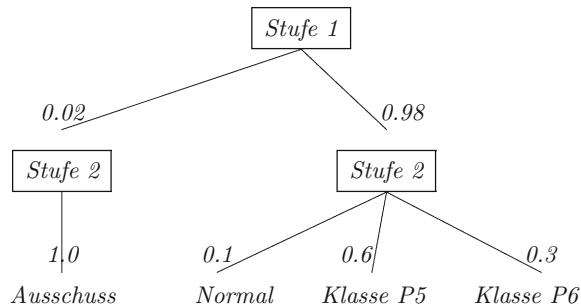 Stufe 1
0.02 0.98
Stufe 2 Stufe 2
1.0 0.1 0.6 0.3
Ausschuss Normal Klasse P5 Klasse P6